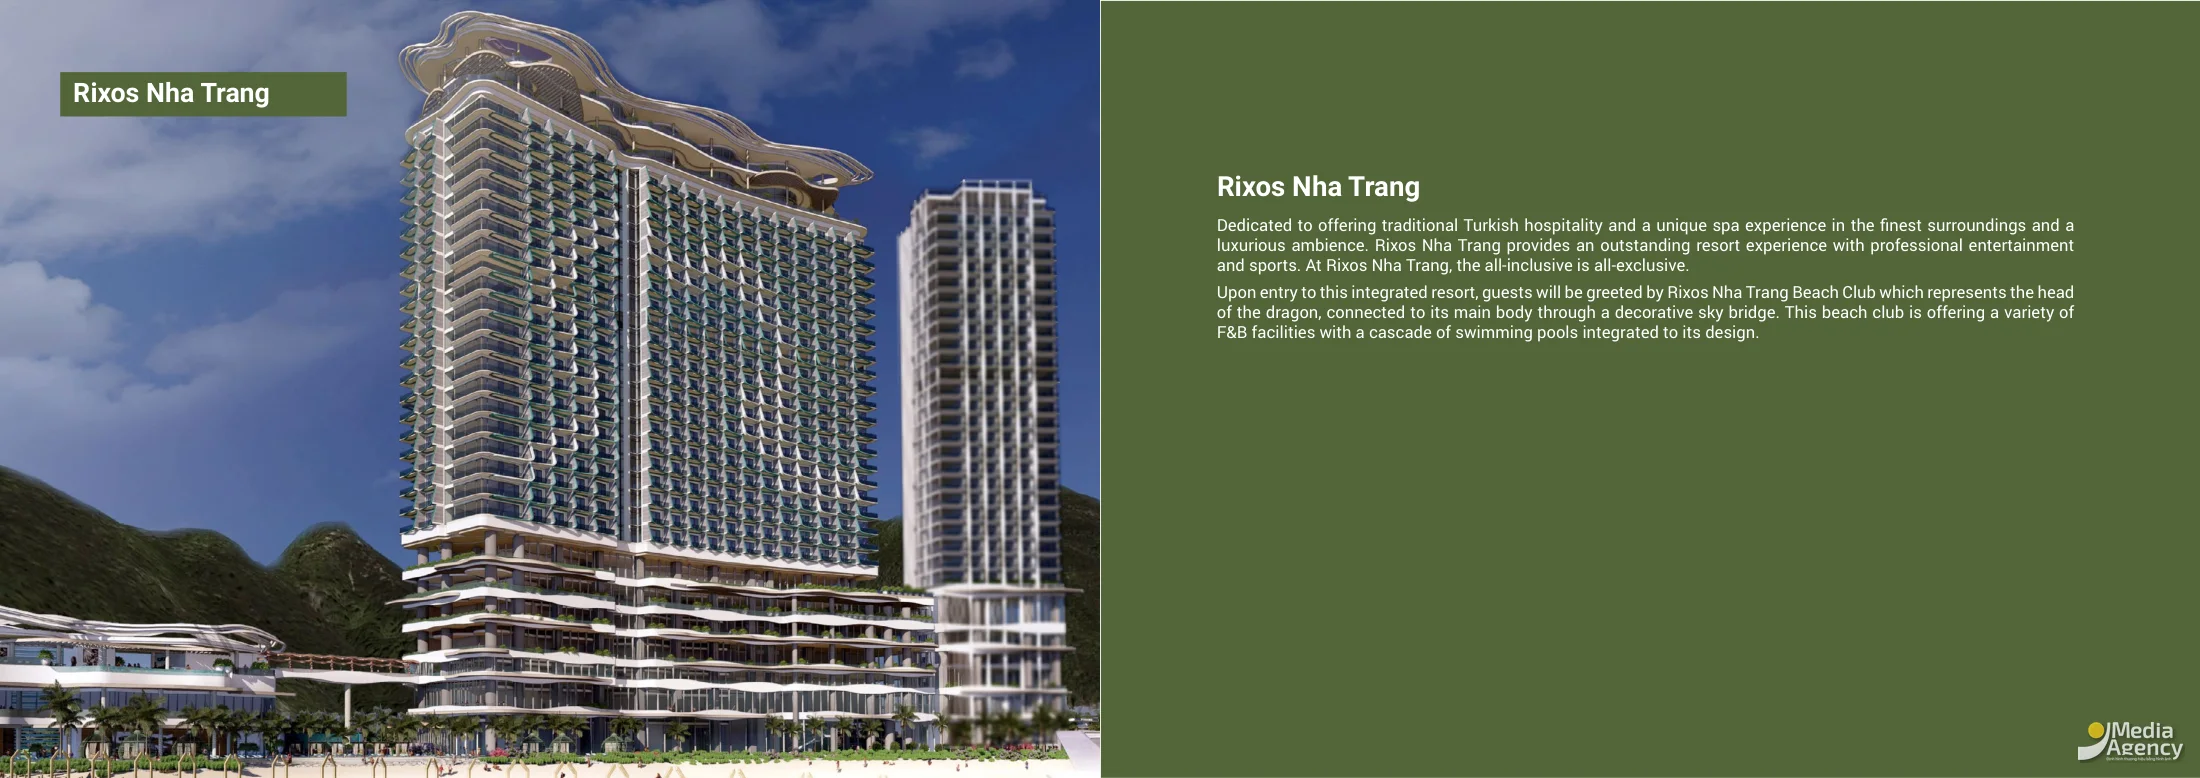 Rixos Nha Trang
Rixos Nha Trang
Dedicated to offering traditional Turkish hospitality and a unique spa experience in the finest surroundings and a
luxurious ambience. Rixos Nha Trang provides an outstanding resort experience with professional entertainment
and sports. At Rixos Nha Trang, the all-inclusive is all-exclusive.
Upon entry to this integrated resort, guests will be greeted by Rixos Nha Trang Beach Club which represents the head
of the dragon, connected to its main body through a decorative sky bridge. This beach club is offering a variety of
F&B facilities with a cascade of swimming pools integrated to its design.
Media
Agency